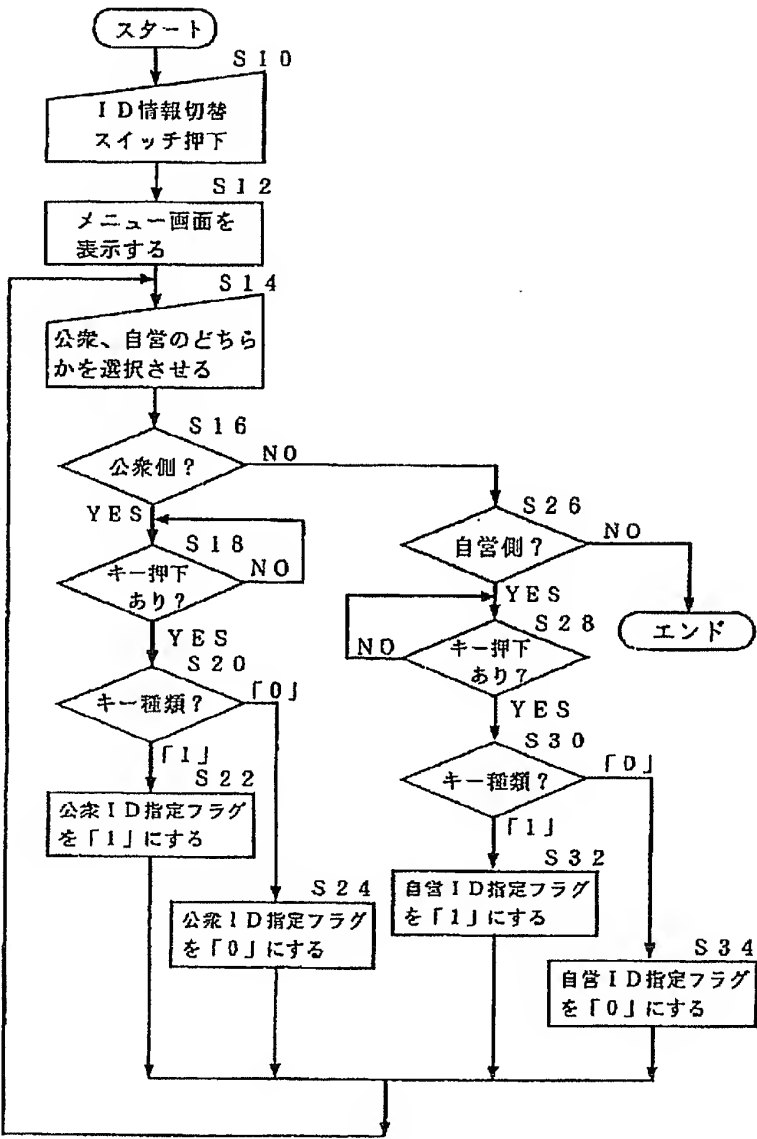 スタート
S10
ID情報切替
スイッチ押下
S12
メニュー画面を
表示する
S14
公衆、自営のどちら
かを選択させる
S16
公衆側？
NO
YES
S18
キー押下
あり？
NO
YES
S20
キー種類？
「0」
「1」
S22
公衆ID指定フラグ
を「1」にする
S24
公衆ID指定フラグ
を「0」にする
S26
自営側？
NO
YES
エンド
S28
キー押下
あり？
NO
YES
S30
キー種類？
「0」
「1」
S32
自営ID指定フラグ
を「1」にする
S34
自営ID指定フラグ
を「0」にする